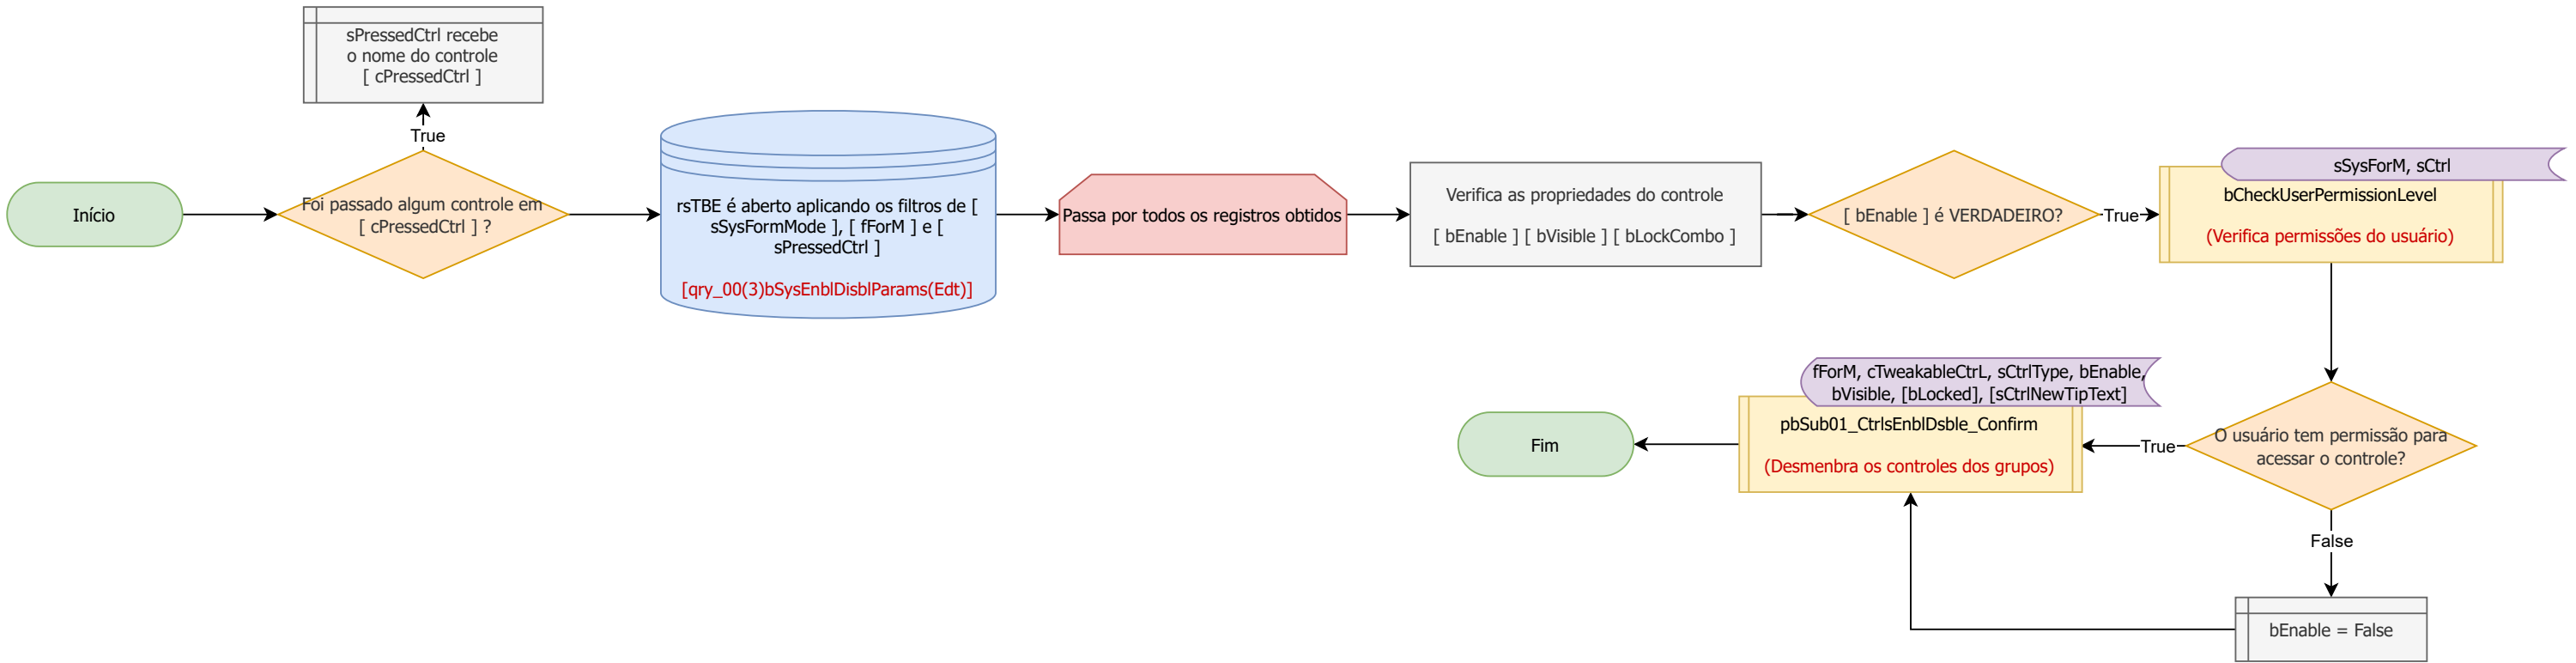 sPressedCtrl recebe
o nome do controle
[ cPressedCtrl ]
True
Início
Foi passado algum controle em
[ cPressedCtrl ] ?
rsTBE é aberto aplicando os filtros de [
sSysFormMode ], [ fForM ] e [
sPressedCtrl ]
[qry_00(3)bSysEnblDisblParams(Edt)]
Passa por todos os registros obtidos
Verifica as propriedades do controle
[ bEnable ] [ bVisible ] [ bLockCombo ]
[ bEnable ] é VERDADEIRO?
True
sSysForM, sCtrl
bCheckUserPermissionLevel
(Verifica permissões do usuário)
O usuário tem permissão para
acessar o controle?
True
fForM, cTweakableCtrL, sCtrlType, bEnable,
bVisible, [bLocked], [sCtrlNewTipText]
pbSub01_CtrlsEnblDsble_Confirm
(Desmenbra os controles dos grupos)
Fim
False
bEnable = False